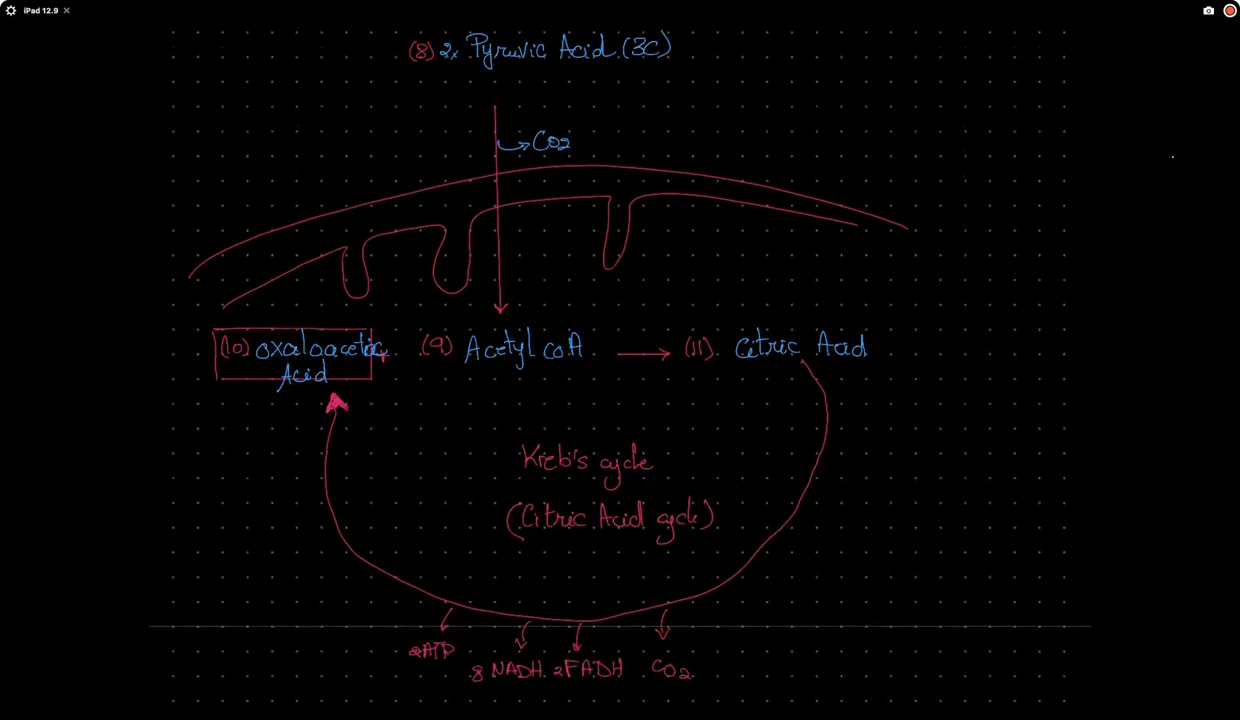 iPad 12.9
(8) 2x Pyruvic Acid (3C)
CO2
(10) oxaloacetic Acid
(9) Acetyl co.A
(11) Citric Acid
Kreb's cycle
(Citric Acid cycle)
2ATP
8 NADH 2FADH CO2